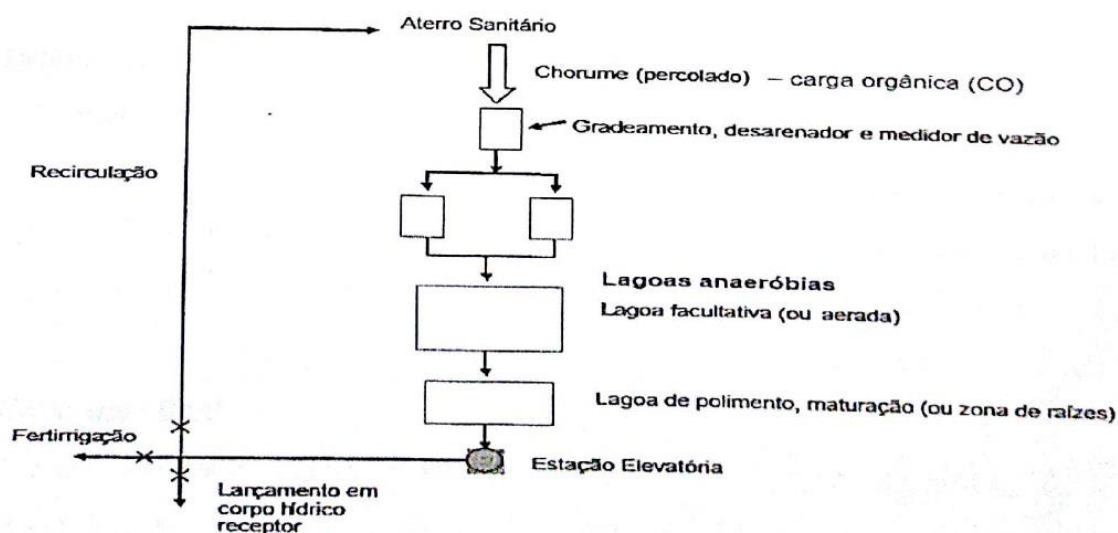 Aterro Sanitário
Chorume (percolado) – carga orgânica (CO)
Gradeamento, desarenador e medidor de vazão
Recirculação
Lagoas anaeróbias
Lagoa facultativa (ou aerada)
Lagoa de polimento, maturação (ou zona de raízes)
Fertirrigação
Estação Elevatória
Lançamento em
corpo hídrico
receptor